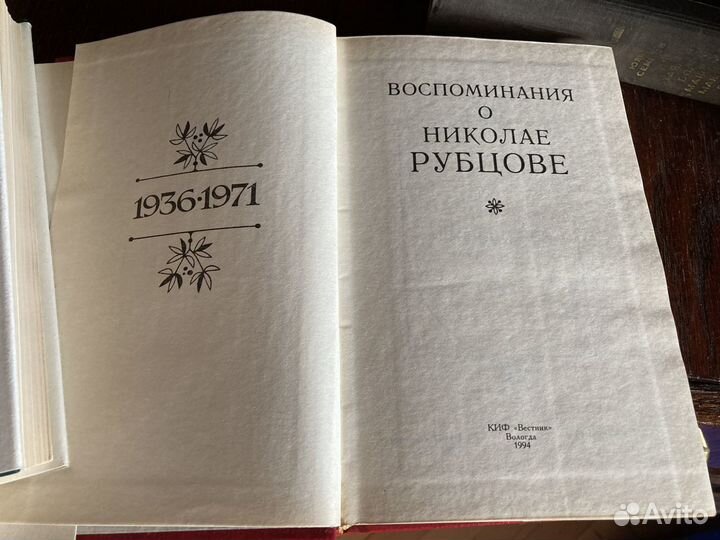 1936·1971
ВОСПОМИНАНИЯ
О
НИКОЛАЕ
РУБЦОВЕ
КИФ «Вестник»
Вологда
1994
Avito